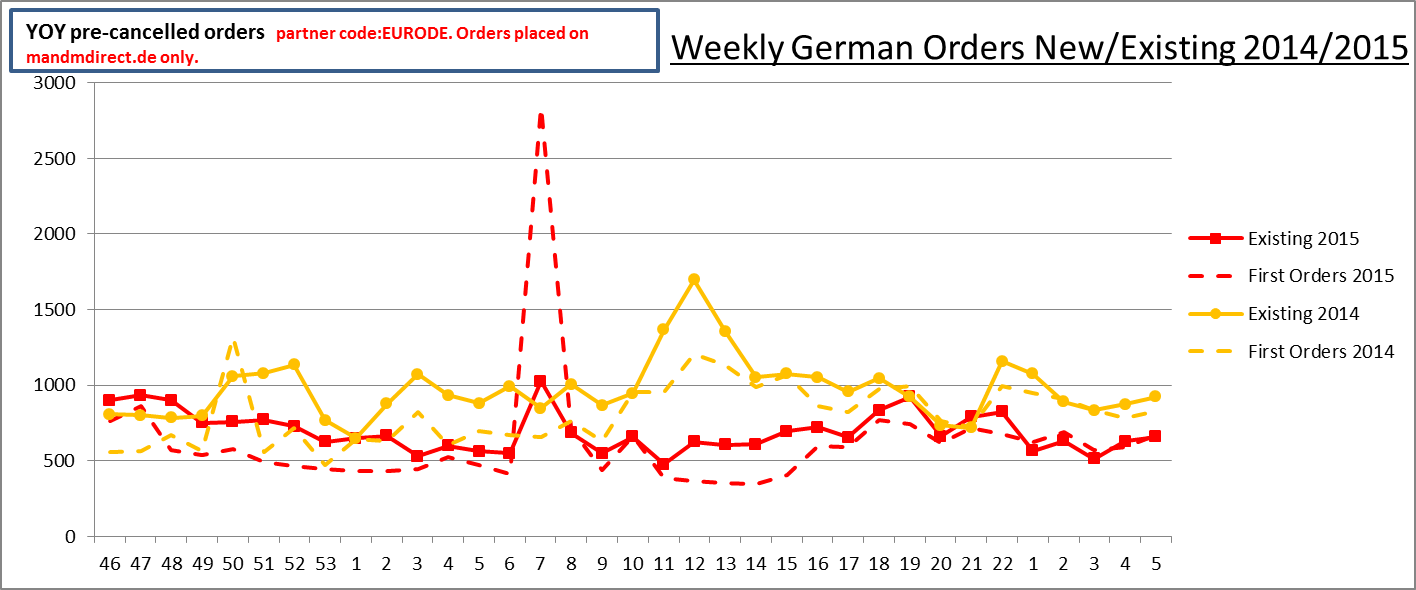 YOY pre-cancelled orders partner code:EURODE. Orders placed on
mandmdirect.de only.
Weekly German Orders New/Existing 2014/2015
3000
2500
2000
1500
1000
500
0
46 47 48 49 50 51 52 53 1 2 3 4 5 6 7 8 9 10 11 12 13 14 15 16 17 18 19 20 21 22 1 2 3 4 5
Existing 2015
First Orders 2015
Existing 2014
First Orders 2014